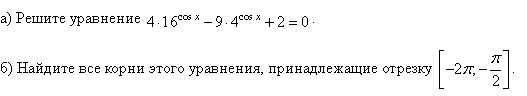 а) Решите уравнение 4·16^{cos x} − 9·4^{cos x} + 2 = 0.
б) Найдите все корни этого уравнения, принадлежащие отрезку [−2π; −π/2].